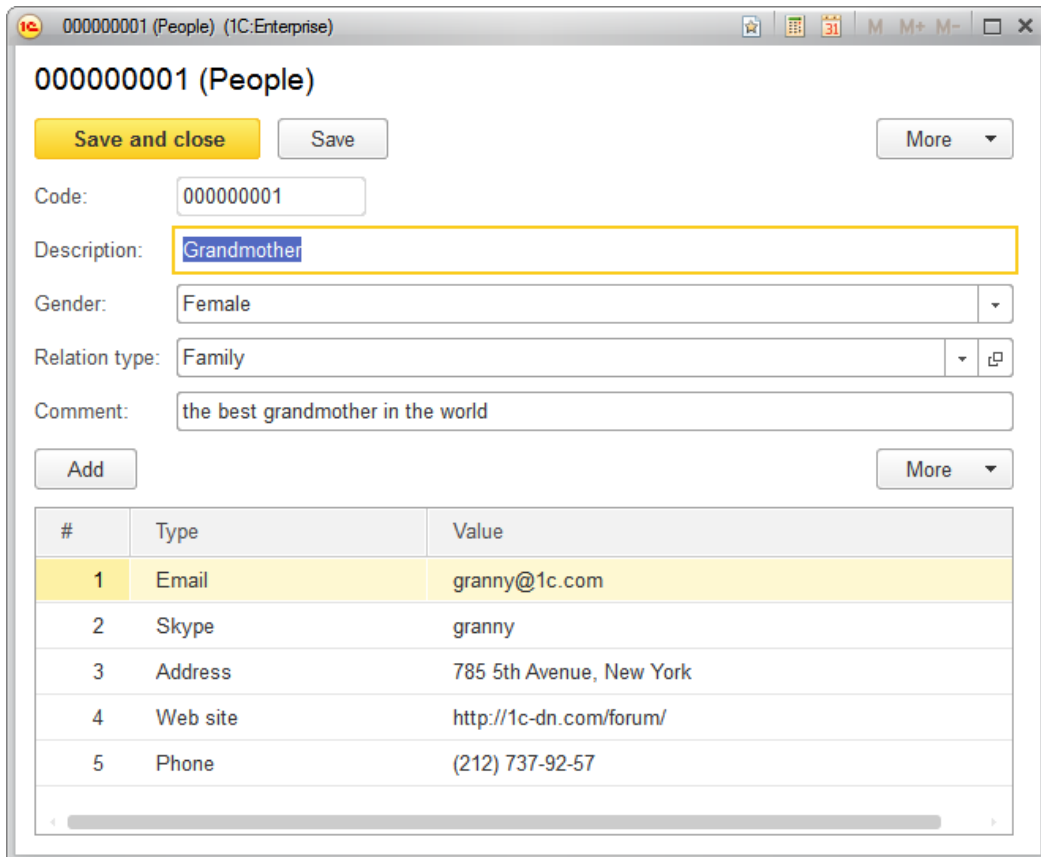 000000001 (People) (1C:Enterprise) 31 M M+ M-
000000001 (People)
Save and close Save More
Code: 000000001
Description: Grandmother
Gender: Female
Relation type: Family
Comment: the best grandmother in the world
Add More
# Type Value
1 Email granny@1c.com
2 Skype granny
3 Address 785 5th Avenue, New York
4 Web site http://1c-dn.com/forum/
5 Phone (212) 737-92-57